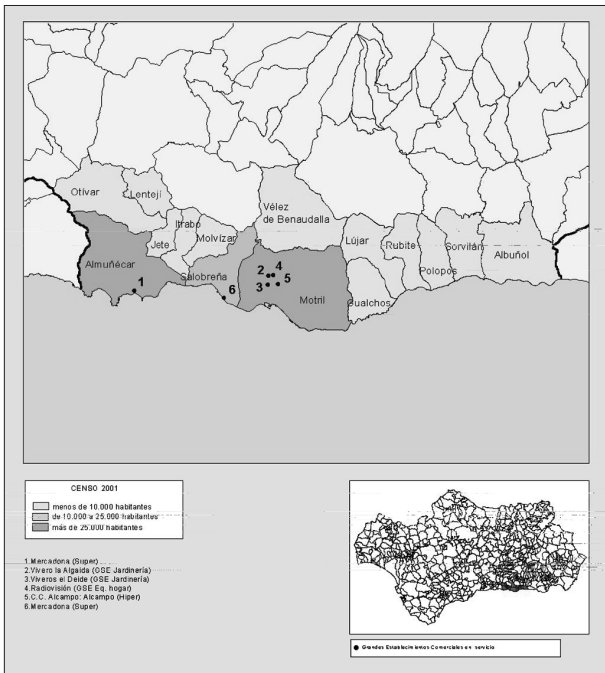 Otívar
Lentejí
Vélez
de Benaudalla
Itrabo
Jete
Molvízar
Lújar
Rubite
Sorvilán
Albuñol
Almuñécar
Salobreña
Polopos
1
2
4
3
5
6
Motril
Gualchos
CENSO 2001
menos de 10.000 habitantes
de 10.000 a 25.000 habitantes
más de 25.000 habitantes
1.Mercadona (Super)
2.Vivero la Algaida (GSE Jardinería)
3.Viveros el Deide (GSE Jardinería)
4.Radiovisión (GSE Eq. hogar)
5.C.C. Alcampo: Alcampo (Hiper)
6.Mercadona (Super)
Grandes Establecimientos Comerciales en servicio